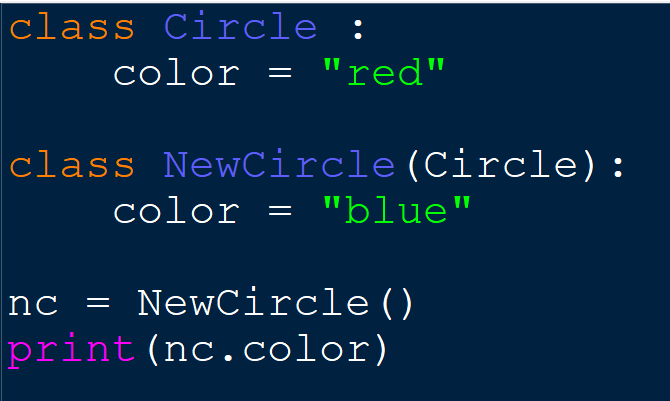 class Circle :
    color = "red"

class NewCircle(Circle):
    color = "blue"

nc = NewCircle()
print(nc.color)